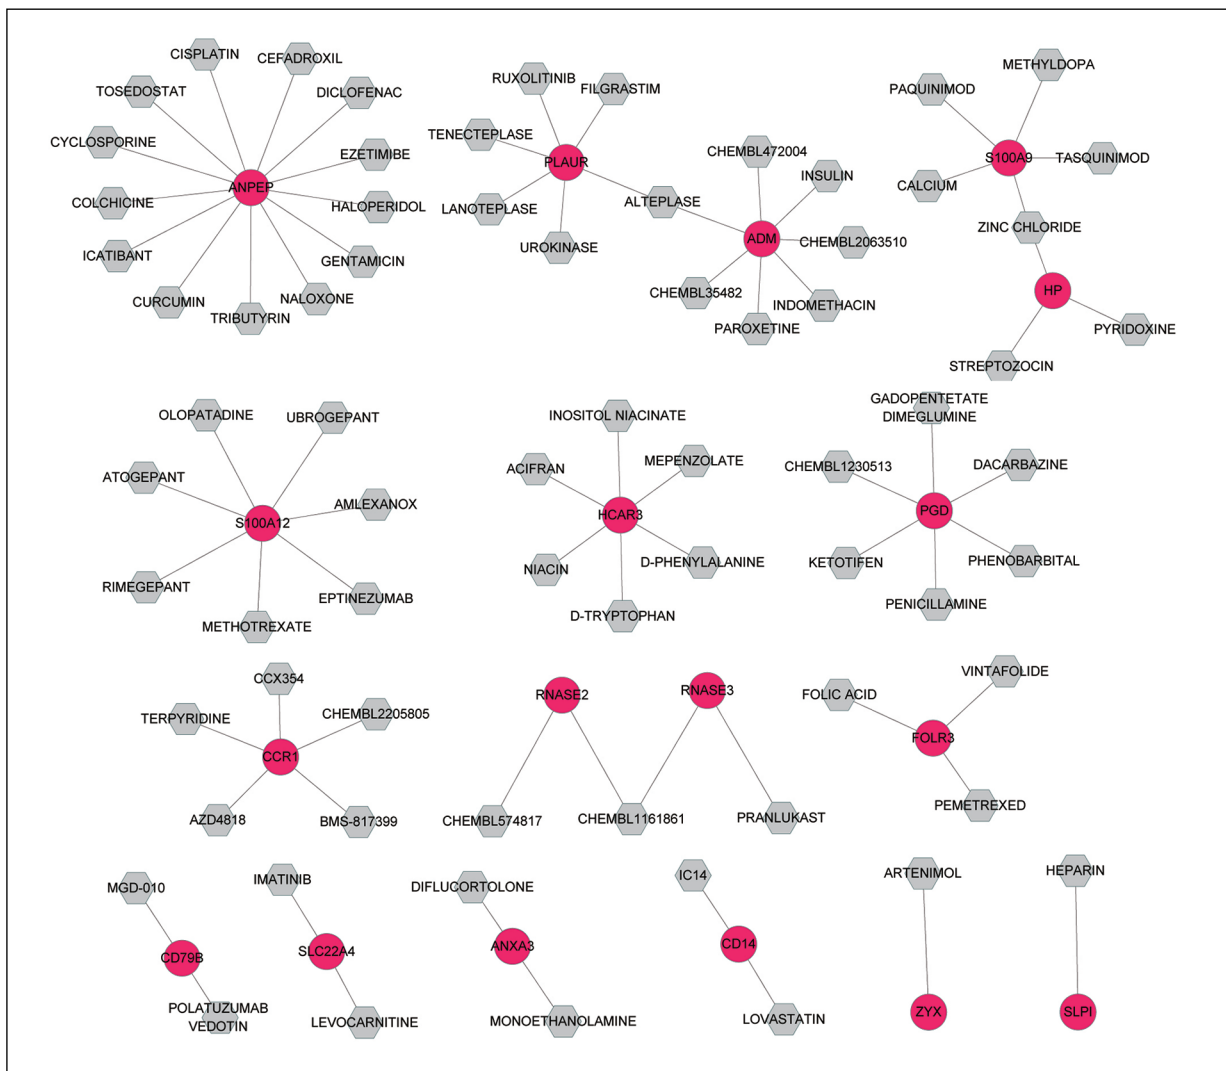 CISPLATIN
CEFADROXIL
TOSEDOSTAT
DICLOFENAC
CYCLOSPORINE
EZETIMIBE
ANPEP
COLCHICINE
HALOPERIDOL
ICATIBANT
GENTAMICIN
CURCUMIN
NALOXONE
TRIBUTYRIN
RUXOLITINIB
FILGRASTIM
TENECTEPLASE
PLAUR
LANOTEPLASE
ALTEPLASE
UROKINASE
CHEMBL472004
INSULIN
ADM
CHEMBL2063510
CHEMBL35482
INDOMETHACIN
PAROXETINE
METHYLDOPA
PAQUINIMOD
S100A9
TASQUINIMOD
CALCIUM
ZINC CHLORIDE
HP
PYRIDOXINE
STREPTOZOCIN
OLOPATADINE
UBROGEPANT
ATOGEPANT
AMLEXANOX
S100A12
RIMEGEPANT
EPTINEZUMAB
METHOTREXATE
INOSITOL NIACINATE
ACIFRAN
MEPENZOLATE
HCAR3
NIACIN
D-PHENYLALANINE
D-TRYPTOPHAN
GADOPENTETATE
DIMEGLUMINE
CHEMBL1230513
DACARBAZINE
PGD
KETOTIFEN
PHENOBARBITAL
PENICILLAMINE
CCX354
TERPYRIDINE
CHEMBL2205805
CCR1
AZD4818
BMS-817399
RNASE2
RNASE3
CHEMBL574817
CHEMBL1161861
PRANLUKAST
FOLIC ACID
VINTAFOLIDE
FOLR3
PEMETREXED
MGD-010
CD79B
POLATUZUMAB
VEDOTIN
IMATINIB
SLC22A4
LEVOCARNITINE
DIFLUCORTOLONE
ANXA3
MONOETHANOLAMINE
IC14
CD14
LOVASTATIN
ARTENIMOL
ZYX
HEPARIN
SLPI